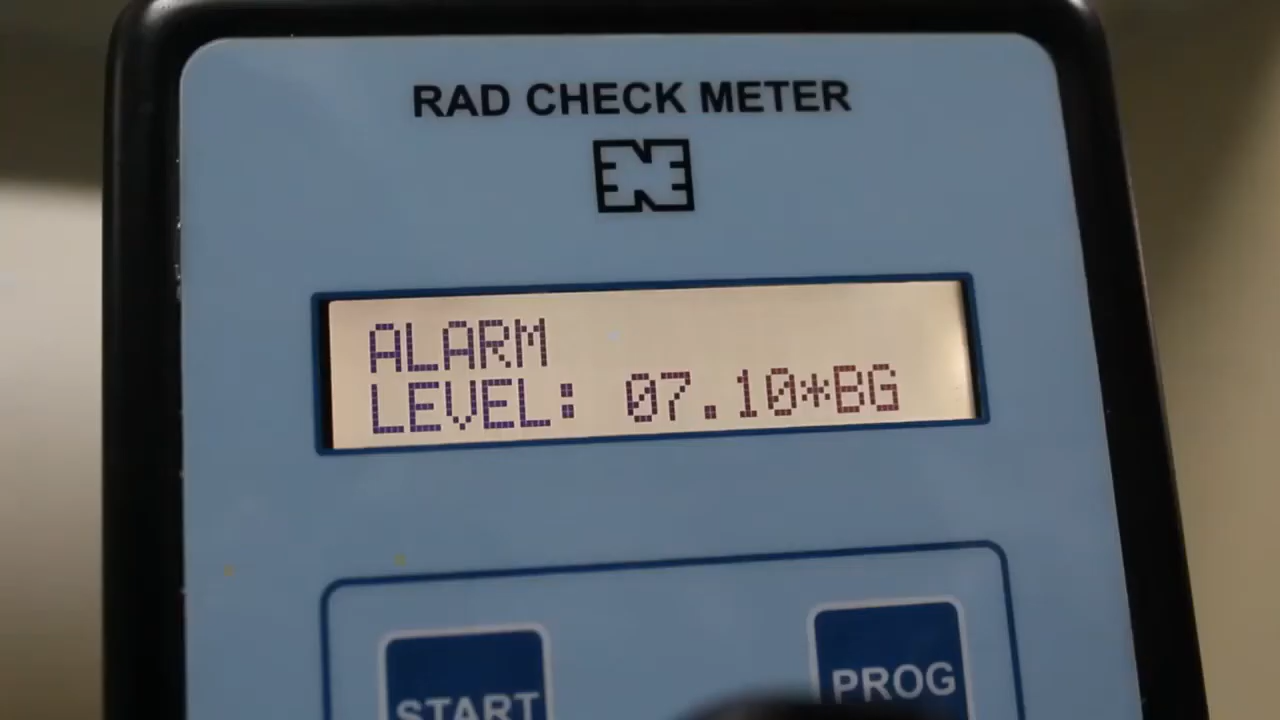 RAD CHECK METER
ALARM
LEVEL: 07.10*BG
START
PROG